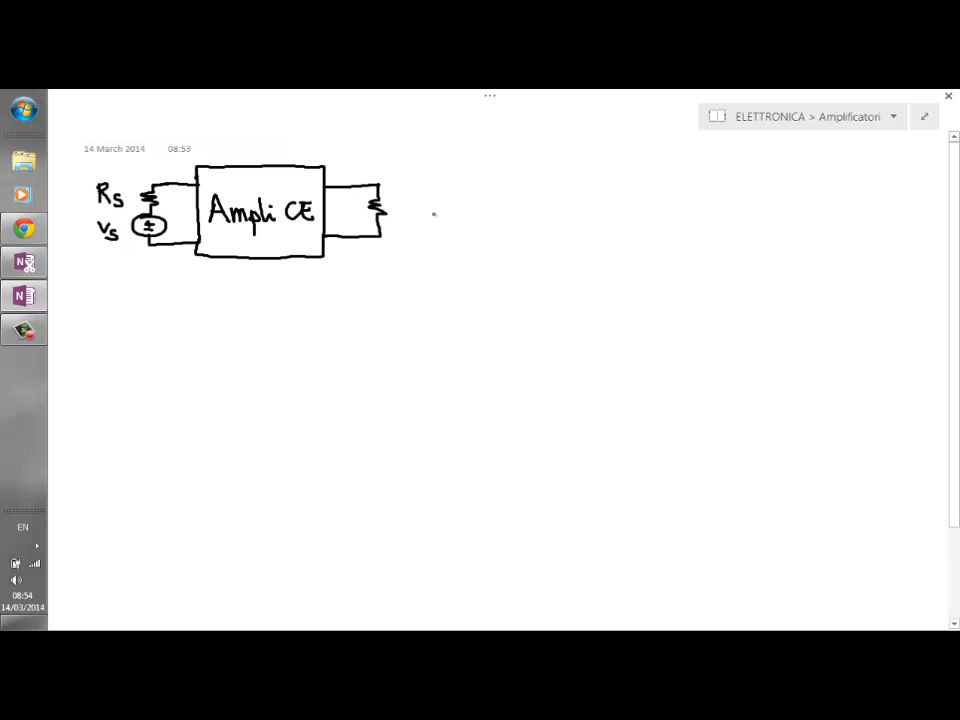 ELETTRONICA > Amplificatori
14 March 2014 08:53
Rs
Vs
Ampli CE
EN
08:54
14/03/2014